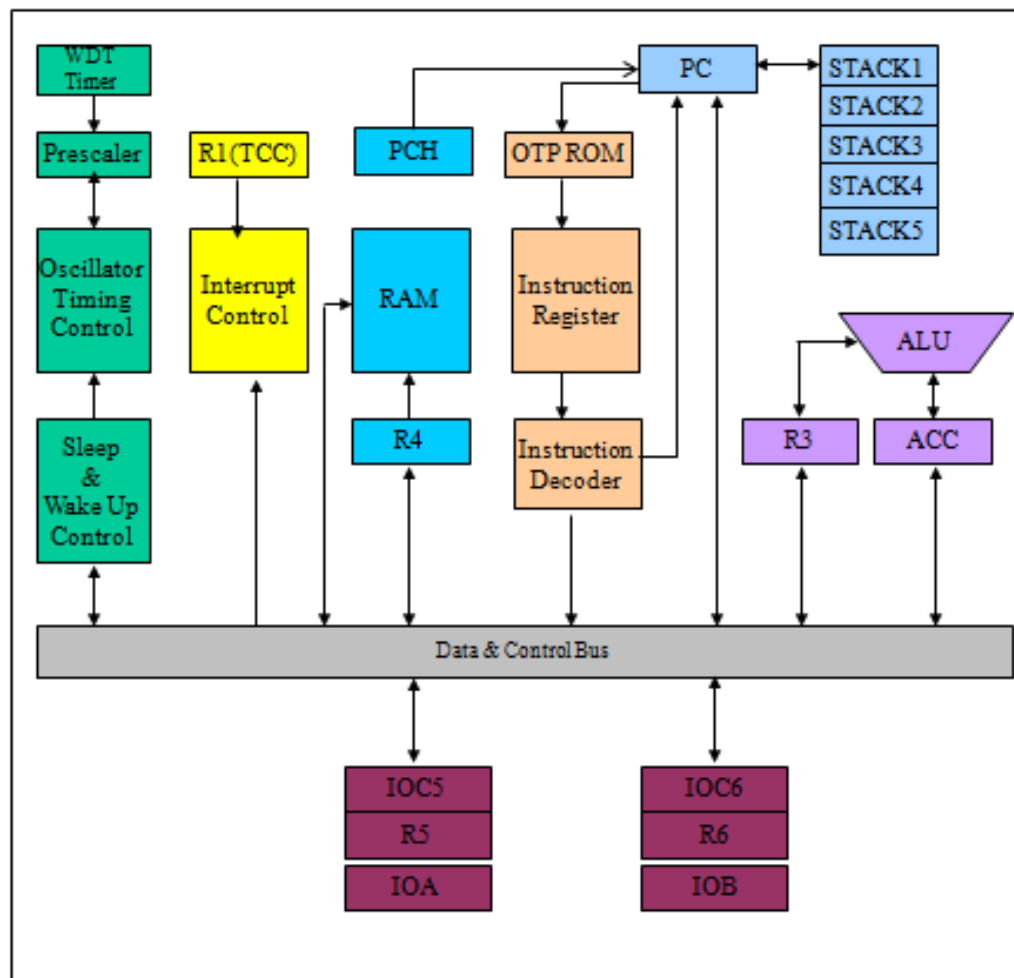 WDT
Timer
PC
STACK1
STACK2
STACK3
STACK4
STACK5
Prescaler
R1(TCC)
PCH
OTP ROM
Oscillator
Timing
Control
Interrupt
Control
RAM
Instruction
Register
ALU
Sleep
&
Wake Up
Control
R4
Instruction
Decoder
R3
ACC
Data & Control Bus
IOC5
R5
IOA
IOC6
R6
IOB